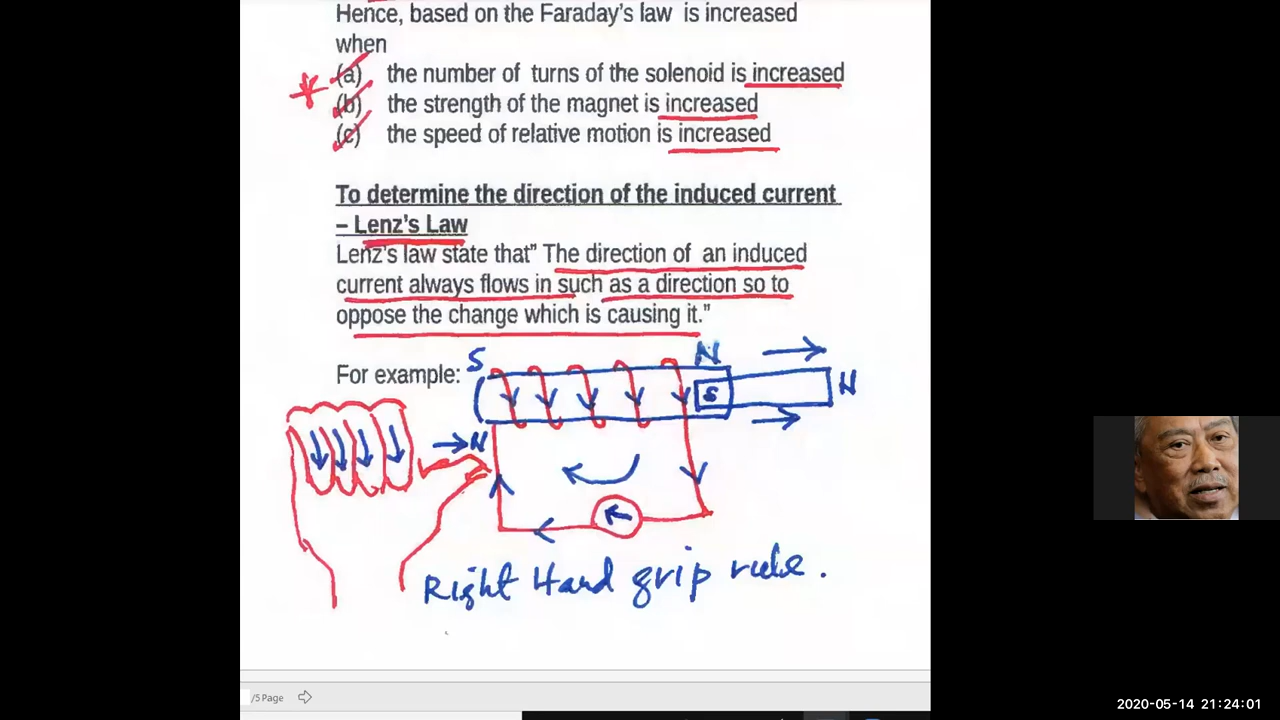 Hence, based on the Faraday's law is increased
when
(a) the number of turns of the solenoid is increased
(b) the strength of the magnet is increased
(c) the speed of relative motion is increased
To determine the direction of the induced current
– Lenz's Law
Lenz's law state that" The direction of an induced
current always flows in such as a direction so to
oppose the change which is causing it."
For example:
S N
S N
N
Right Hand grip rule.
/5 Page
2020-05-14 21:24:01